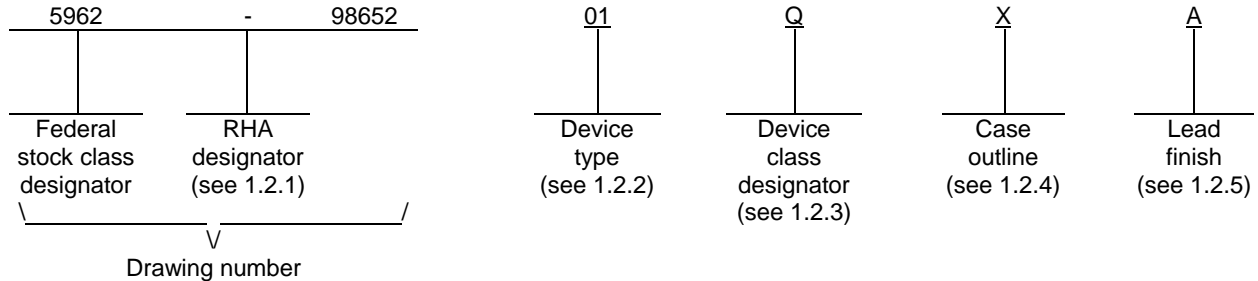 5962 - 98652 01 Q X A
Federal stock class designator
RHA designator (see 1.2.1)
Device type (see 1.2.2)
Device class designator (see 1.2.3)
Case outline (see 1.2.4)
Lead finish (see 1.2.5)
Drawing number